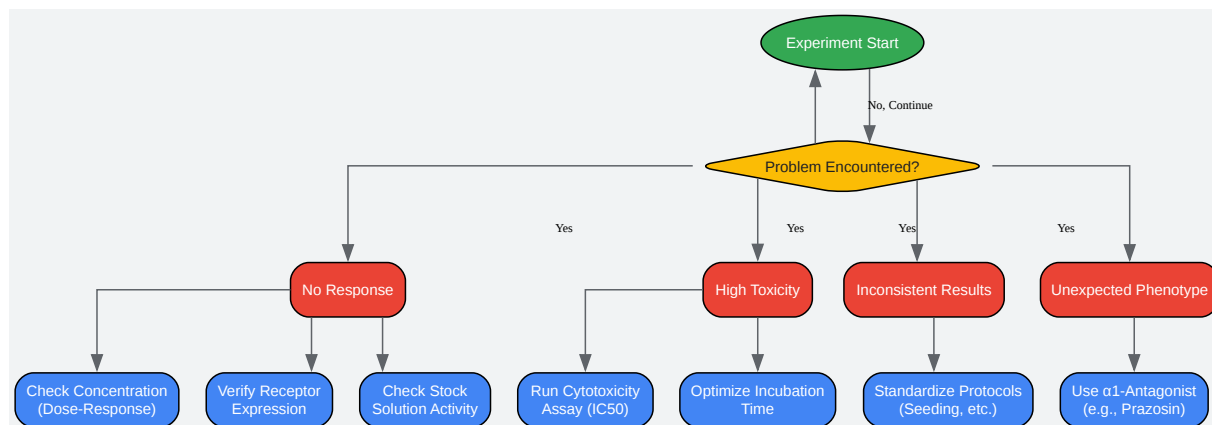 Experiment Start
No, Continue
Problem Encountered?
Yes
Yes
Yes
Yes
No Response
High Toxicity
Inconsistent Results
Unexpected Phenotype
Check Concentration
(Dose-Response)
Verify Receptor
Expression
Check Stock
Solution Activity
Run Cytotoxicity
Assay (IC50)
Optimize Incubation
Time
Standardize Protocols
(Seeding, etc.)
Use α1-Antagonist
(e.g., Prazosin)